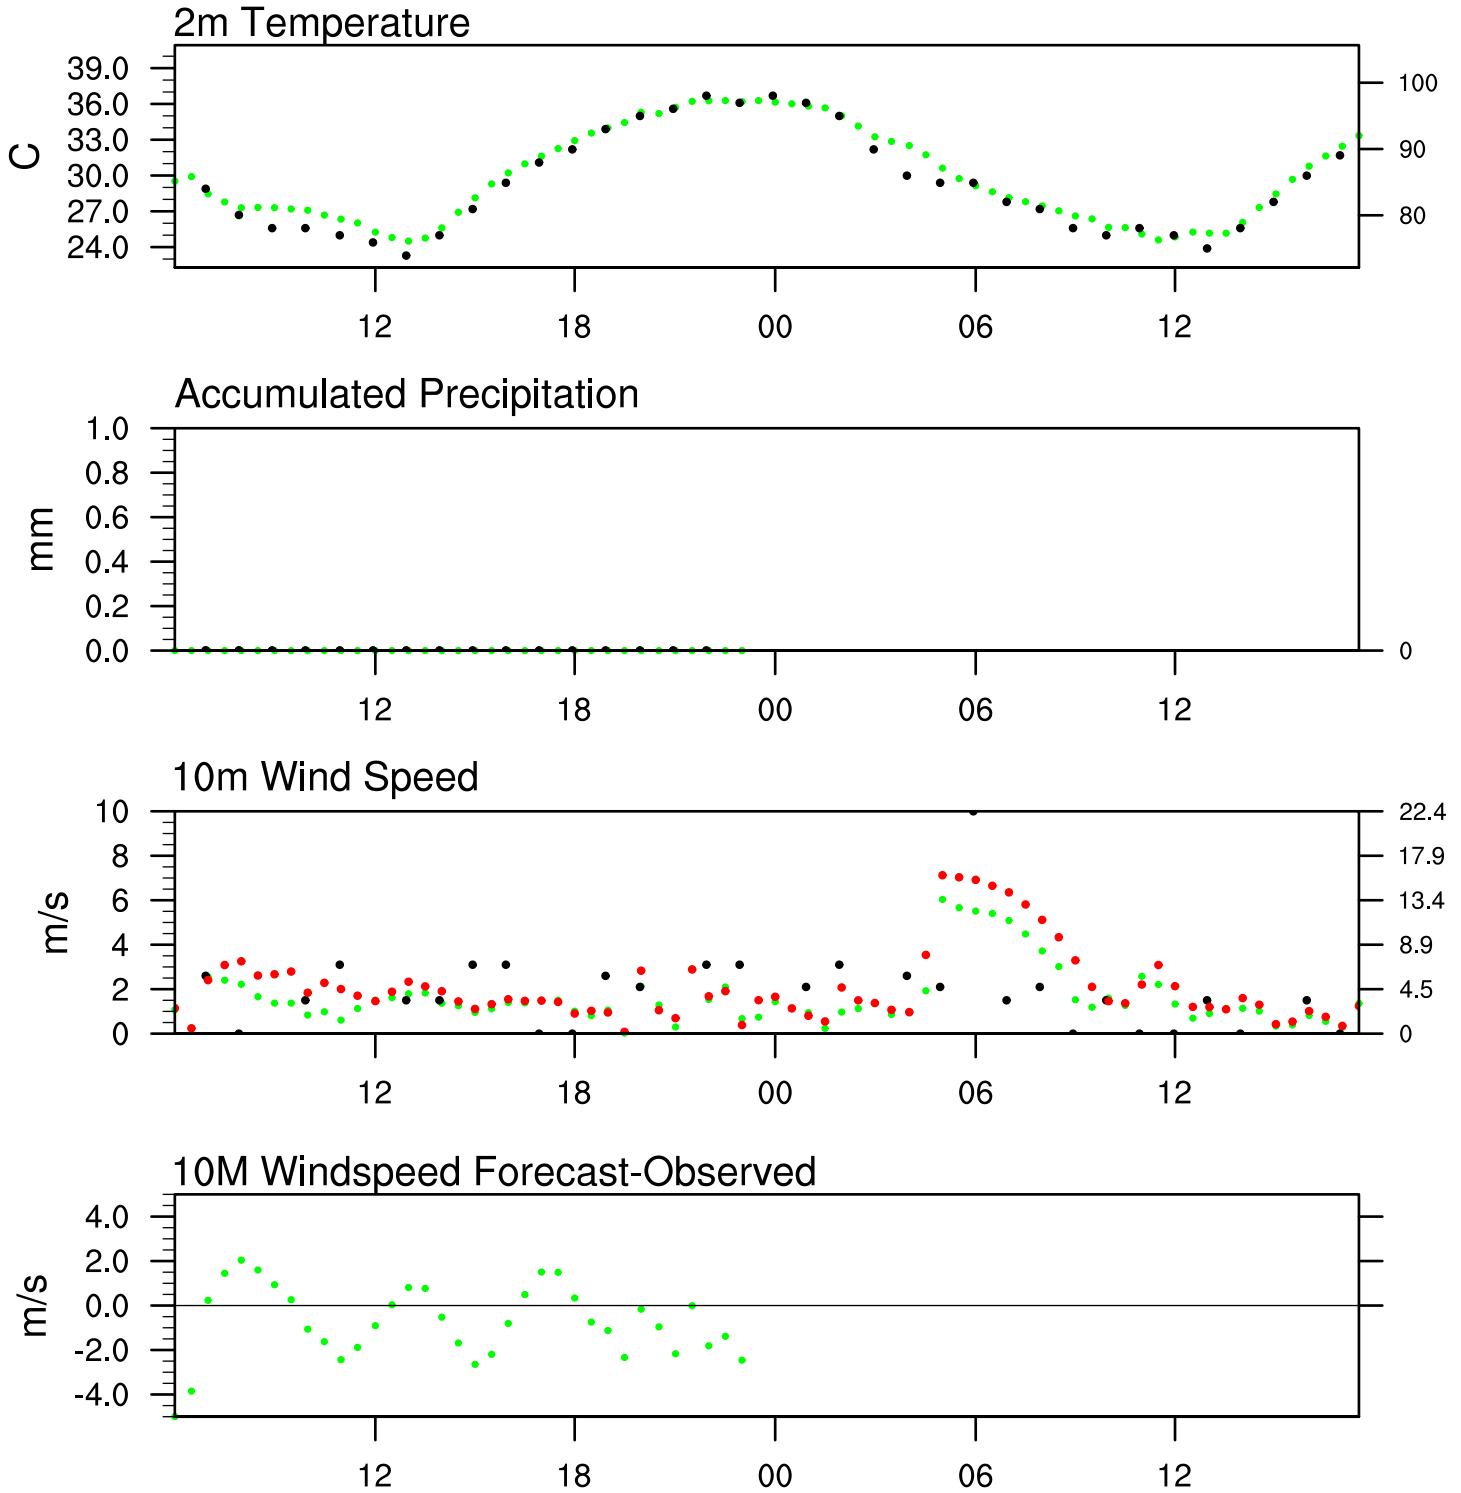 2m Temperature
39.0
36.0
33.0
30.0
27.0
24.0
C
100
90
80
12 18 00 06 12
Accumulated Precipitation
1.0
0.8
0.6
0.4
0.2
0.0
mm
0
12 18 00 06 12
10m Wind Speed
10
8
6
4
2
0
m/s
22.4
17.9
13.4
8.9
4.5
0
12 18 00 06 12
10M Windspeed Forecast-Observed
4.0
2.0
0.0
-2.0
-4.0
m/s
12 18 00 06 12